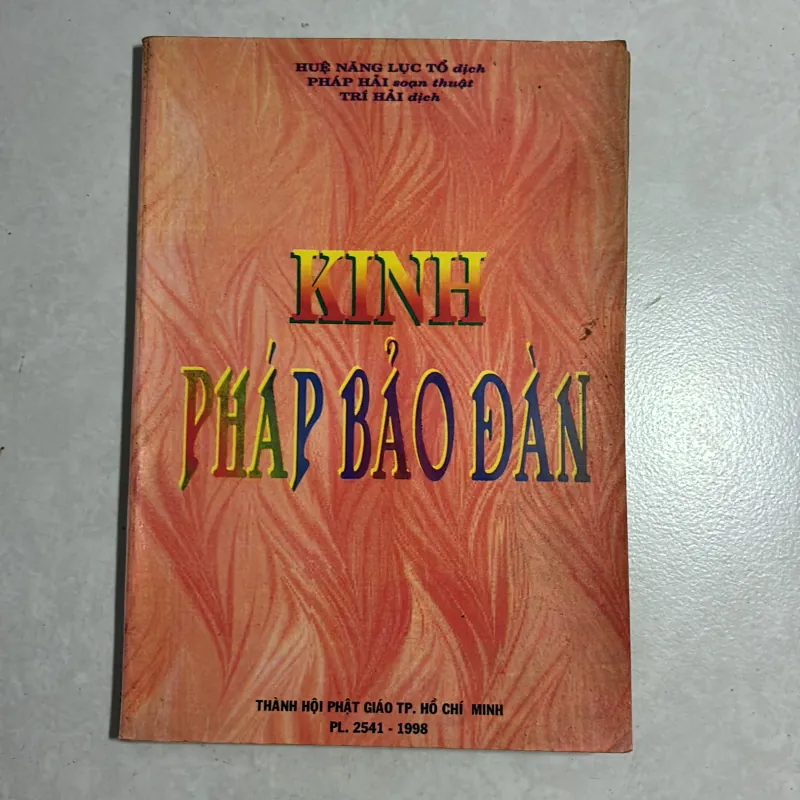 HUỆ NĂNG LỤC TỔ dịch
PHÁP HẢI soạn thuật
TRÍ HẢI dịch
KINH
PHÁP BẢO ĐÀN
THÀNH HỘI PHẬT GIÁO TP. HỒ CHÍ MINH
PL. 2541 - 1998